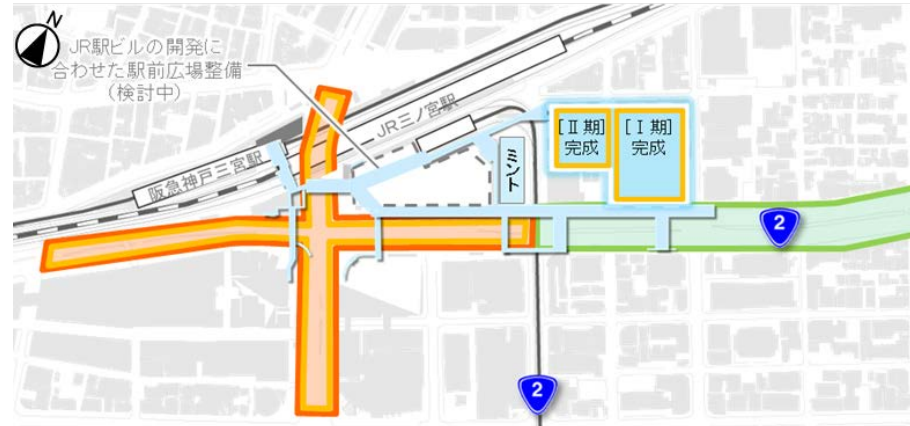 N
JR駅ビルの開発に
合わせた駅前広場整備
(検討中)
JR三ノ宮駅
阪急神戸三宮駅
ミント
[Ⅱ期]
完成
[Ⅰ期]
完成
2
2